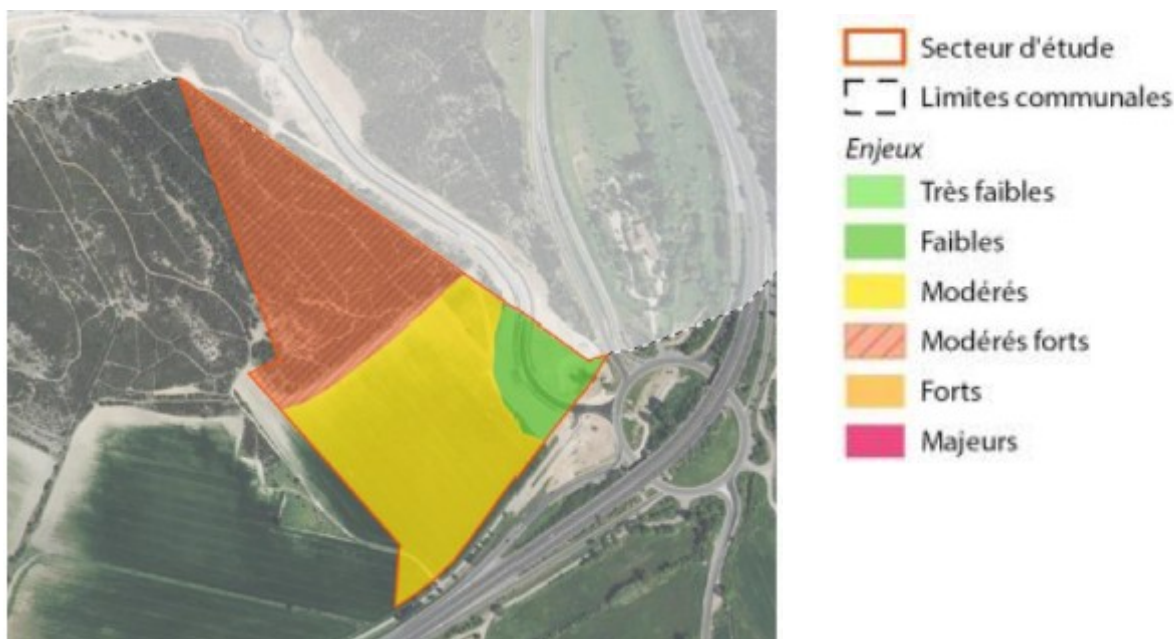 Secteur d'étude
Limites communales
Enjeux
Très faibles
Faibles
Modérés
Modérés forts
Forts
Majeurs